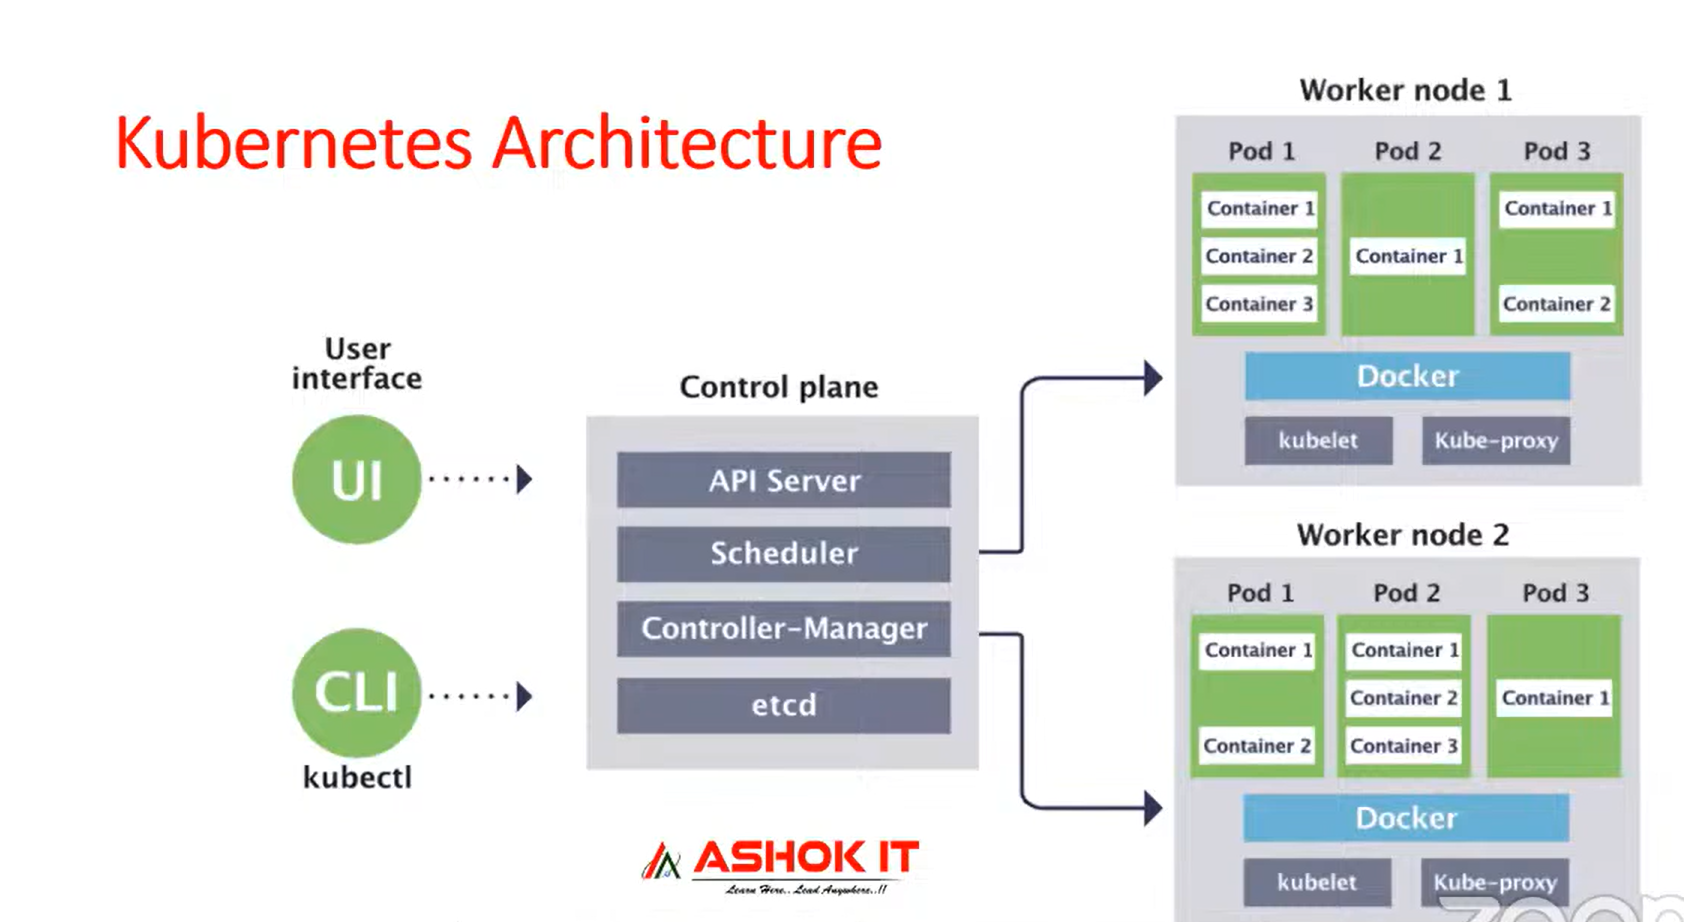 Kubernetes Architecture
User
interface
UI
CLI
kubectl
Control plane
API Server
Scheduler
Controller-Manager
etcd
Worker node 1
Pod 1
Pod 2
Pod 3
Container 1
Container 2
Container 3
Container 1
Container 1
Container 2
Docker
kubelet
Kube-proxy
Worker node 2
Pod 1
Pod 2
Pod 3
Container 1
Container 2
Container 1
Container 2
Container 3
Container 1
Docker
kubelet
Kube-proxy
ASHOK IT
Learn Here.. Lead Anywhere..!!
zoom